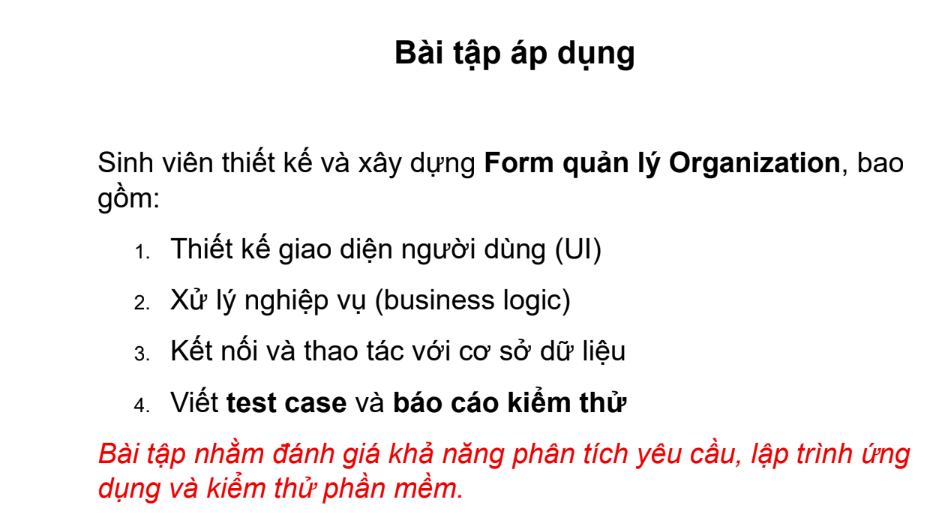 Bài tập áp dụng
Sinh viên thiết kế và xây dựng Form quản lý Organization, bao
gồm:
1. Thiết kế giao diện người dùng (UI)
2. Xử lý nghiệp vụ (business logic)
3. Kết nối và thao tác với cơ sở dữ liệu
4. Viết test case và báo cáo kiểm thử
Bài tập nhằm đánh giá khả năng phân tích yêu cầu, lập trình ứng
dụng và kiểm thử phần mềm.